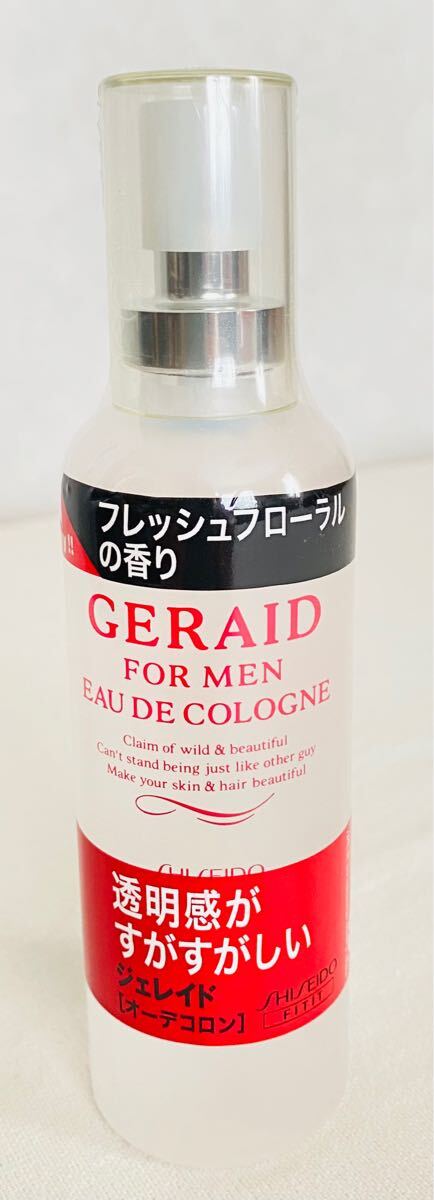 フレッシュフローラル
の香り
GERAID
FOR MEN
EAU DE COLOGNE
Claim of wild & beautiful
Can't stand being just like other guy
Make your skin & hair beautiful
SHISEIDO
透明感が
すがすがしい
ジェレイド
[オーデコロン]
SHISEIDO
FITIT